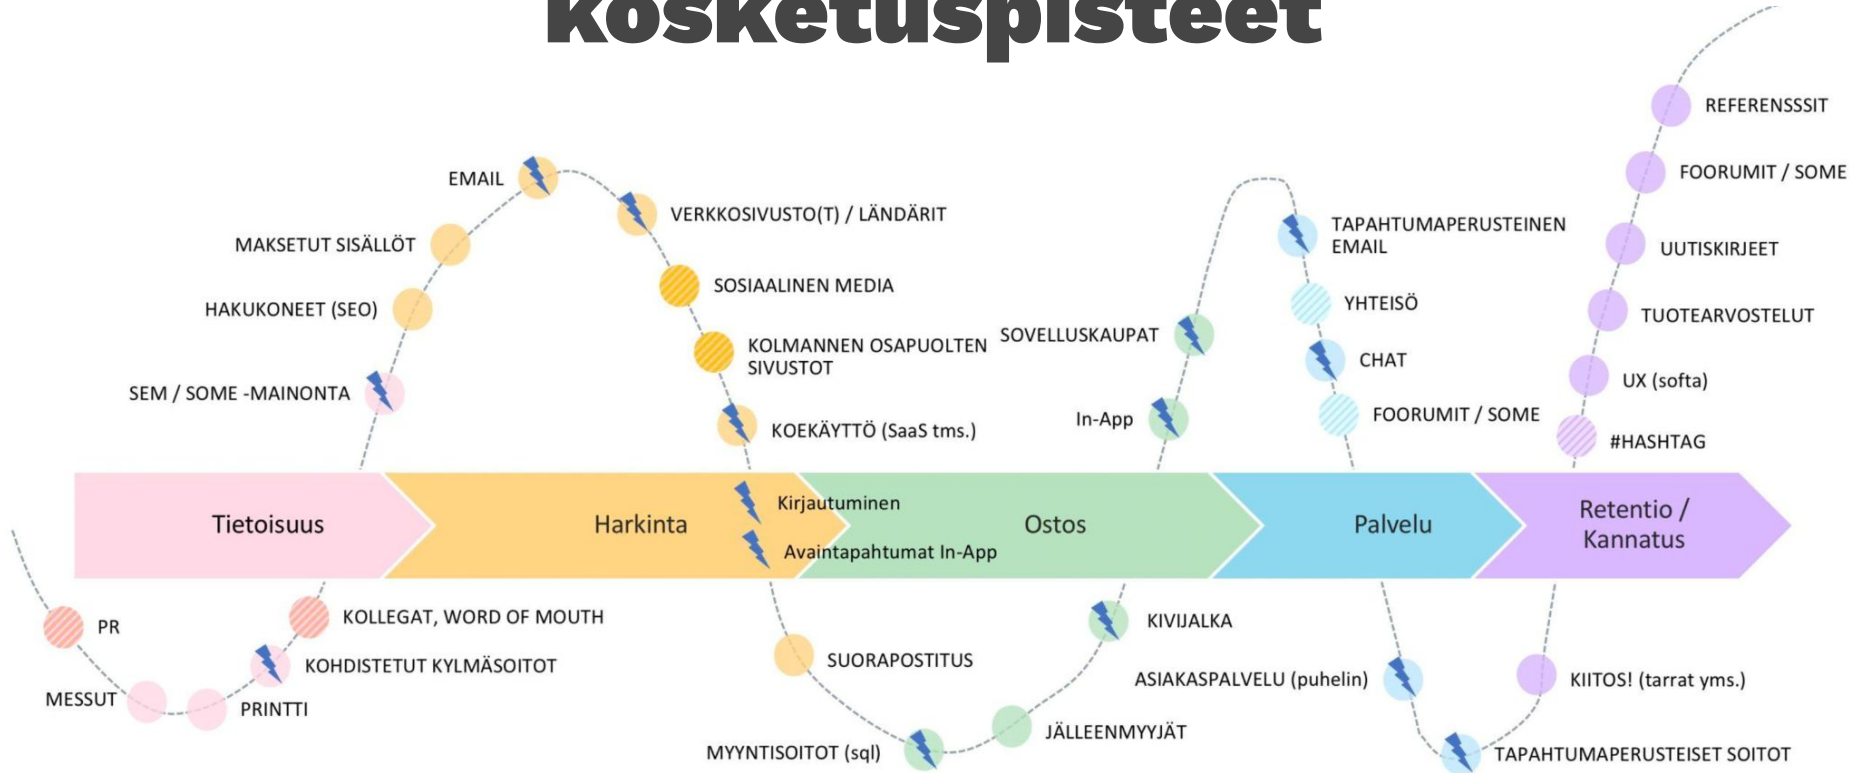 kosketuspisteet
REFERENSSSIT
FOORUMIT / SOME
EMAIL
VERKKOSIVUSTO(T) / LÄNDÄRIT
TAPAHTUMAPERUSTEINEN
EMAIL
MAKSETUT SISÄLLÖT
UUTISKIRJEET
SOSIAALINEN MEDIA
YHTEISÖ
HAKUKONEET (SEO)
TUOTEARVOSTELUT
KOLMANNEN OSAPUOLTEN
SIVUSTOT
SOVELLUSKAUPAT
CHAT
UX (softa)
SEM / SOME -MAINONTA
KOEKÄYTTÖ (SaaS tms.)
In-App
FOORUMIT / SOME
#HASHTAG
Tietoisuus
Harkinta
Kirjautuminen
Avaintapahtumat In-App
Ostos
Palvelu
Retentio /
Kannatus
PR
KOLLEGAT, WORD OF MOUTH
KIVIJALKA
KOHDISTETUT KYLMÄSOITOT
SUORAPOSTITUS
ASIAKASPALVELU (puhelin)
KIITOS! (tarrat yms.)
MESSUT
PRINTTI
JÄLLEENMYYJÄT
MYYNTISOITOT (sql)
TAPAHTUMAPERUSTEISET SOITOT